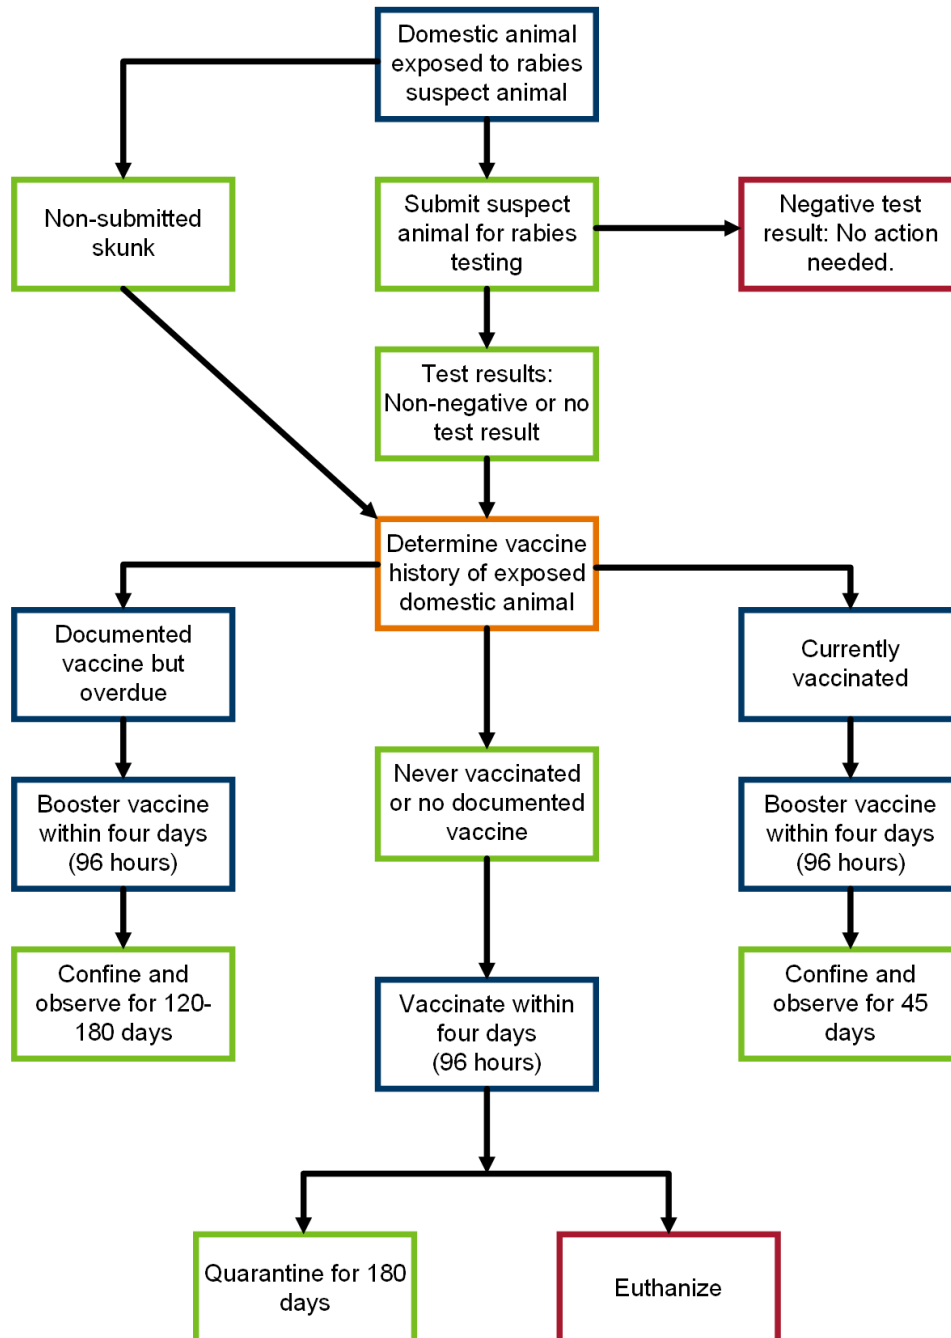 Domestic animal
exposed to rabies
suspect animal
Non-submitted
skunk
Submit suspect
animal for rabies
testing
Negative test
result: No action
needed.
Test results:
Non-negative or no
test result
Determine vaccine
history of exposed
domestic animal
Documented
vaccine but
overdue
Currently
vaccinated
Never vaccinated
or no documented
vaccine
Booster vaccine
within four days
(96 hours)
Booster vaccine
within four days
(96 hours)
Confine and
observe for 120-
180 days
Vaccinate within
four days
(96 hours)
Confine and
observe for 45
days
Quarantine for 180
days
Euthanize